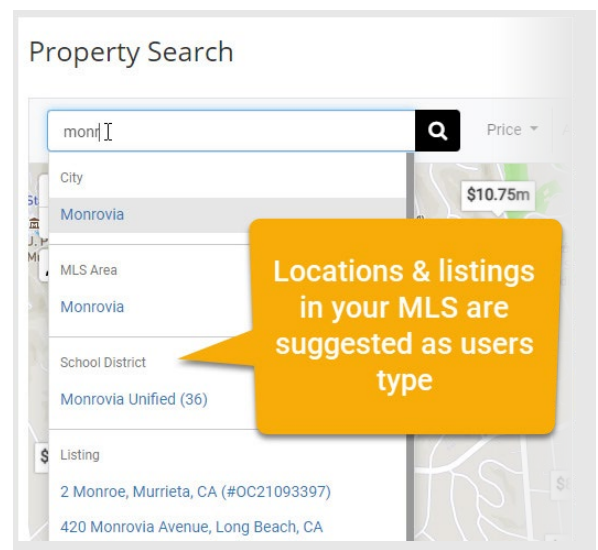 Property Search
monr
Price
$10.75m
City
Monrovia
MLS Area
Monrovia
School District
Monrovia Unified (36)
Listing
2 Monroe, Murrieta, CA (#OC21093397)
420 Monrovia Avenue, Long Beach, CA
Locations & listings
in your MLS are
suggested as users
type